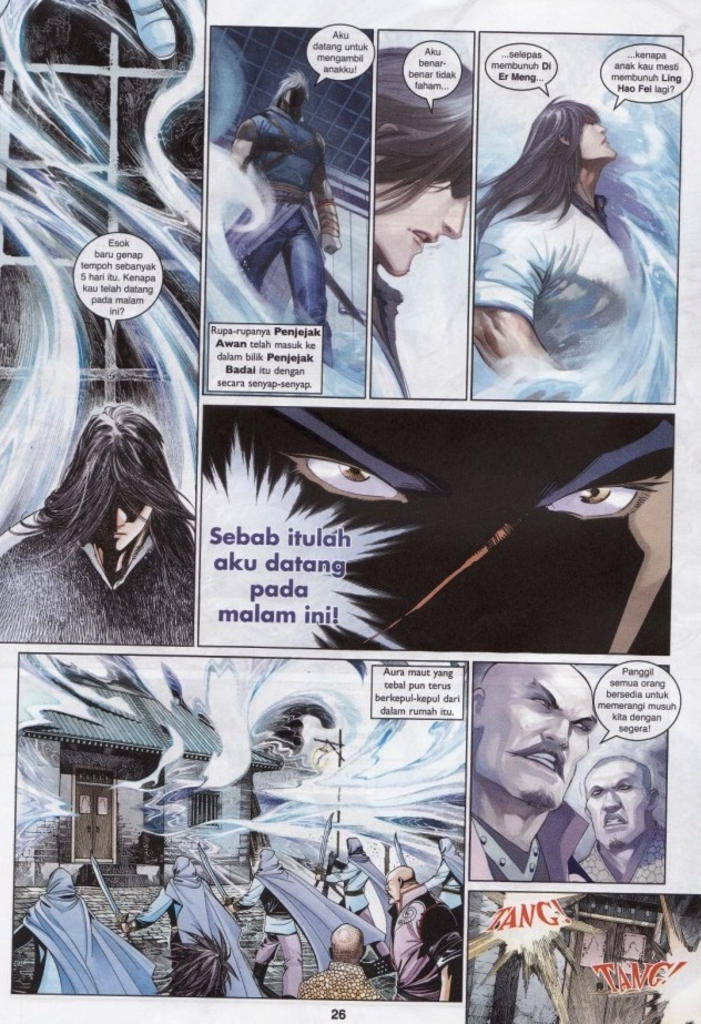 Esok
baru genap
tempoh sebanyak
5 hari itu. Kenapa
kau telah datang
pada malam
ini?
Aku
datang untuk
mengambil
anakku!
Rupa-rupanya Penjejak
Awan telah masuk ke
dalam bilik Penjejak
Badai itu dengan
secara senyap-senyap.
Aku
benar-
benar tidak
faham...
...selepas
membunuh Di
Er Meng...
...kenapa
anak kau mesti
membunuh Ling
Hao Fei lagi?
Sebab itulah
aku datang
pada
malam ini!
Aura maut yang
tebal pun terus
berkepul-kepul dari
dalam rumah itu.
Panggil
semua orang
bersedia untuk
memerangi musuh
kita dengan
segera!
TANG!
TANG!
26